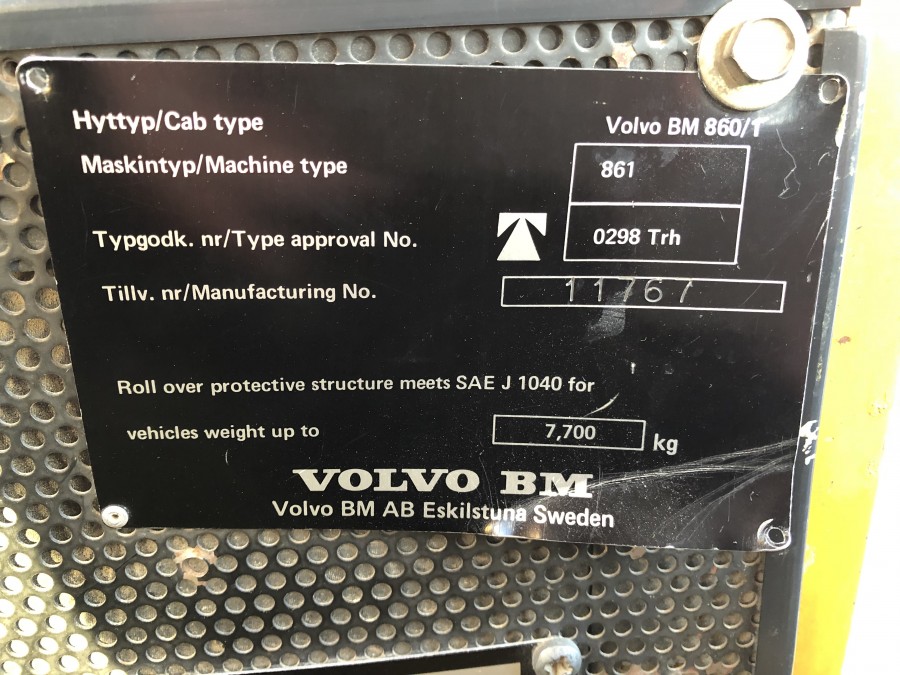 Hyttyp/Cab type Volvo BM 860/1
Maskintyp/Machine type 861
Typgodk. nr/Type approval No. 0298 Trh
Tillv. nr/Manufacturing No. 11767
Roll over protective structure meets SAE J 1040 for
vehicles weight up to 7,700 kg
VOLVO BM
Volvo BM AB Eskilstuna Sweden